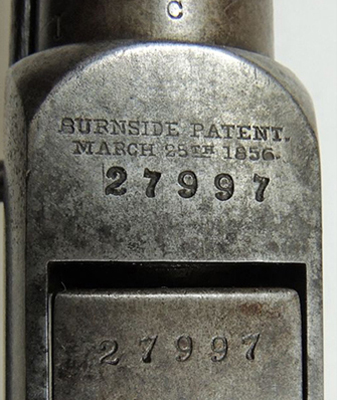 C
BURNSIDE PATENT.
MARCH 25TH 1856.
27997
27997